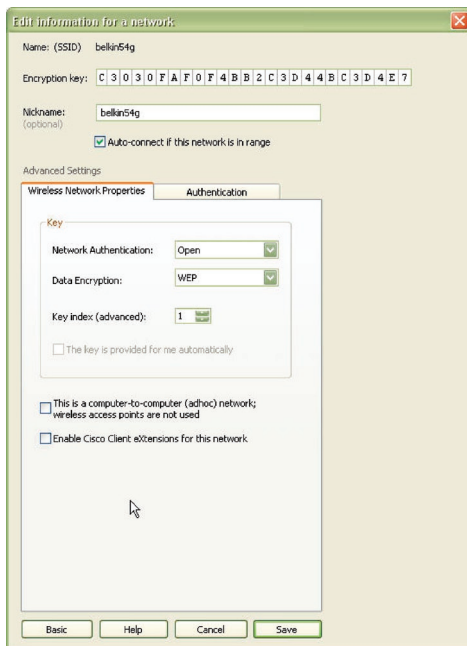 Edit information for a network
Name: (SSID) belkin54g
Encryption key: C 3 0 3 0 F A F 0 F 4 B B 2 C 3 D 4 4 B C 3 D 4 E 7
Nickname: belkin54g
(optional)
Auto-connect if this network is in range
Advanced Settings
Wireless Network Properties Authentication
Key
Network Authentication: Open
Data Encryption: WEP
Key index (advanced): 1
The key is provided for me automatically
This is a computer-to-computer (adhoc) network;
wireless access points are not used
Enable Cisco Client eXtensions for this network
Basic Help Cancel Save